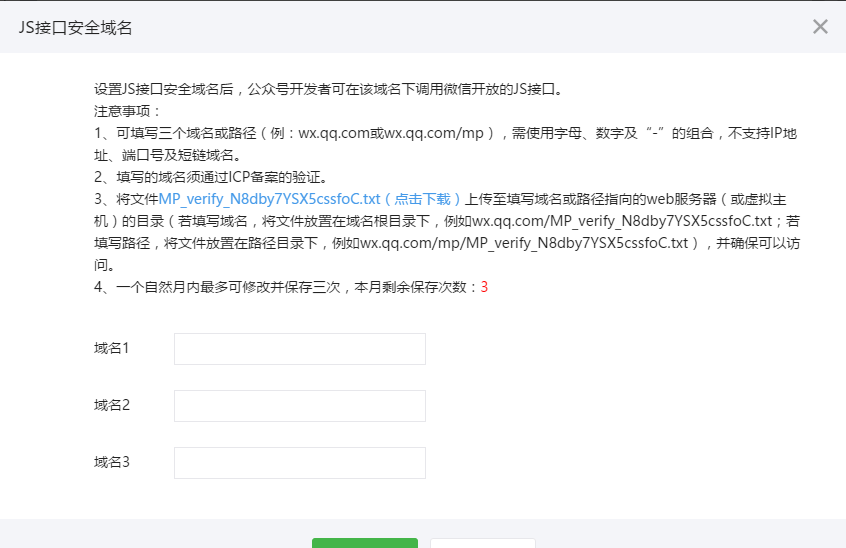 JS接口安全域名
设置JS接口安全域名后，公众号开发者可在该域名下调用微信开放的JS接口。
注意事项：
1、可填写三个域名或路径（例：wx.qq.com或wx.qq.com/mp），需使用字母、数字及“-”的组合，不支持IP地
址、端口号及短链域名。
2、填写的域名须通过ICP备案的验证。
3、将文件MP_verify_N8dby7YSX5cssfoC.txt（点击下载）上传至填写域名或路径指向的web服务器（或虚拟主
机）的目录（若填写域名，将文件放置在域名根目录下，例如wx.qq.com/MP_verify_N8dby7YSX5cssfoC.txt；若
填写路径，将文件放置在路径目录下，例如wx.qq.com/mp/MP_verify_N8dby7YSX5cssfoC.txt），并确保可以访
问。
4、一个自然月内最多可修改并保存三次，本月剩余保存次数：3
域名1
域名2
域名3